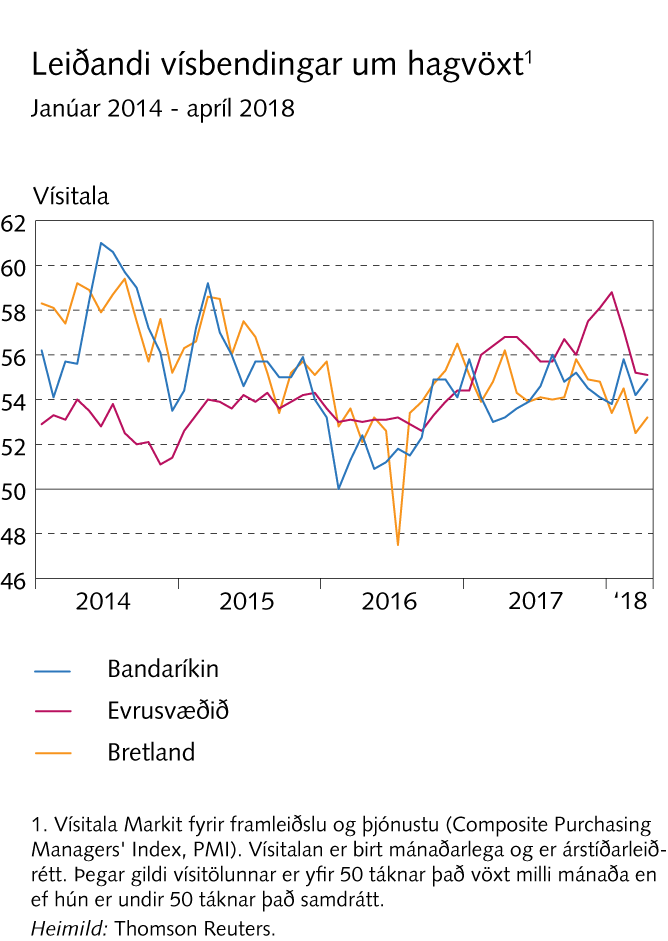 Leiðandi vísbendingar um hagvöxt¹
Janúar 2014 - apríl 2018
Vísitala
62
60
58
56
54
52
50
48
46
2014 2015 2016 2017 ‘18
Bandaríkin
Evrusvæðið
Bretland
1. Vísitala Markit fyrir framleiðslu og þjónustu (Composite Purchasing
Managers' Index, PMI). Vísitalan er birt mánaðarlega og er árstíðarleið-
rétt. Þegar gildi vísitölunnar er yfir 50 táknar það vöxt milli mánaða en
ef hún er undir 50 táknar það samdrátt.
Heimild: Thomson Reuters.